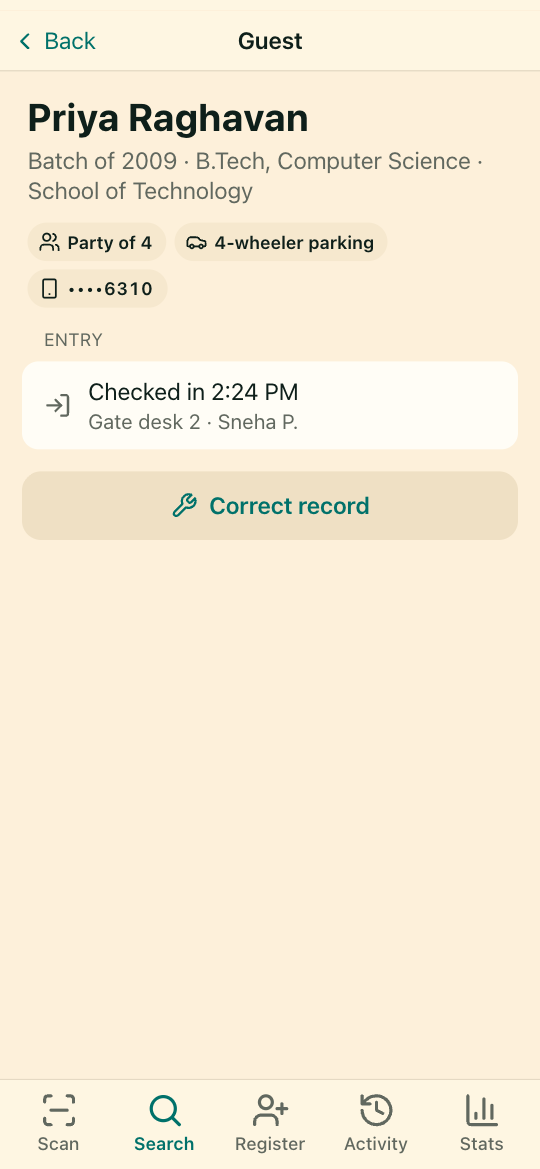 Back
Guest
Priya Raghavan
Batch of 2009 · B.Tech, Computer Science ·
School of Technology
Party of 4
4-wheeler parking
••••6310
ENTRY
Checked in 2:24 PM
Gate desk 2 · Sneha P.
Correct record
Scan
Search
Register
Activity
Stats